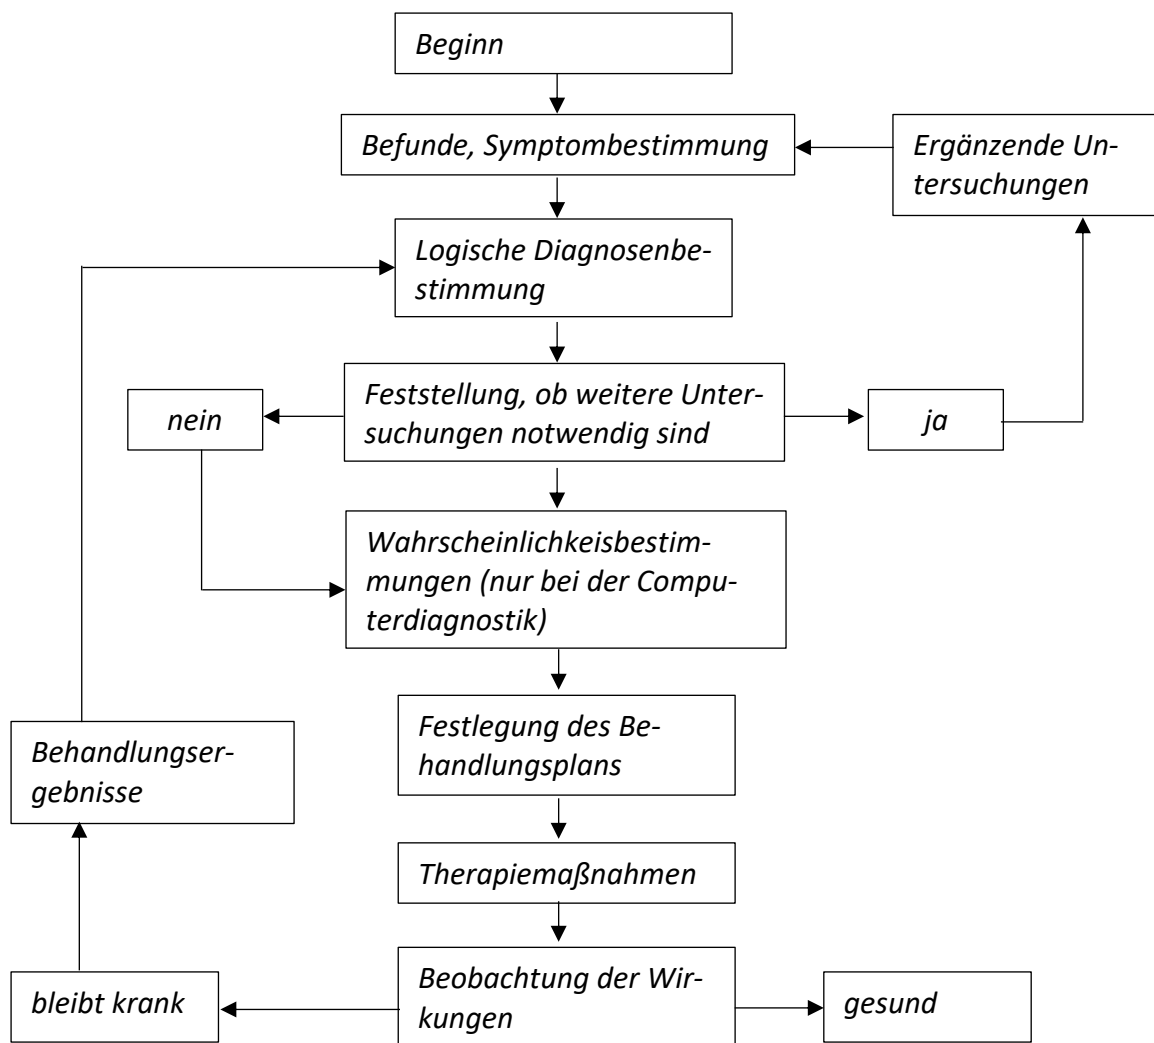 Beginn
Befunde, Symptombestimmung
Ergänzende Un-
tersuchungen
Logische Diagnosenbe-
stimmung
nein
Feststellung, ob weitere Unter-
suchungen notwendig sind
ja
Wahrscheinlichkeisbestim-
mungen (nur bei der Compu-
terdiagnostik)
Festlegung des Be-
handlungsplans
Behandlungser-
gebnisse
Therapiemaßnahmen
bleibt krank
Beobachtung der Wir-
kungen
gesund